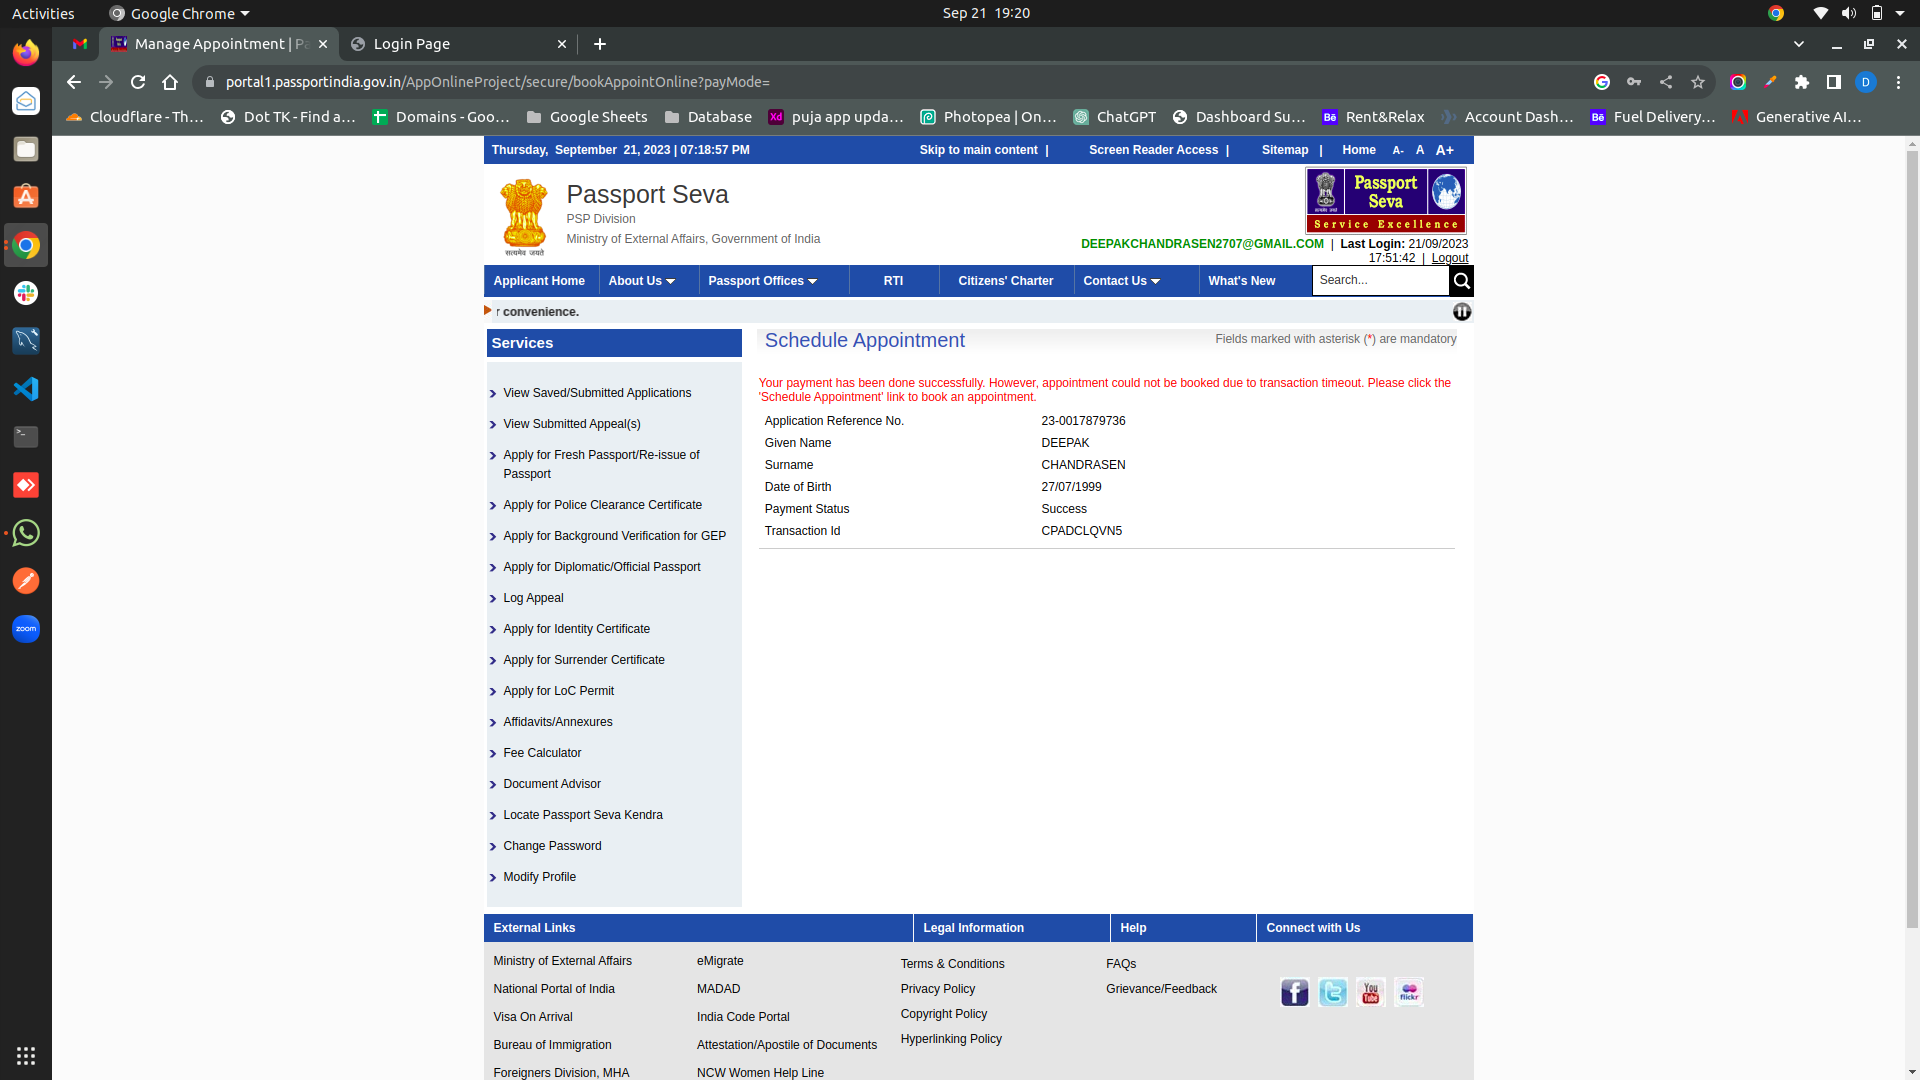 Activities
Google Chrome
Sep 21 19:20
Manage Appointment | Pa
Login Page
portal1.passportindia.gov.in/AppOnlineProject/secure/bookAppointOnline?payMode=
D
Cloudflare - Th...
Dot TK - Find a...
Domains - Goo...
Google Sheets
Database
Xd
puja app upda...
Photopea | On...
ChatGPT
Dashboard Su...
Bē
Rent&Relax
Account Dash...
Bē
Fuel Delivery...
Generative AI...
Thursday, September 21, 2023 | 07:18:57 PM
Skip to main content |
Screen Reader Access |
Sitemap |
Home
A-
A
A+
Passport Seva
PSP Division
Ministry of External Affairs, Government of India
सत्यमेव जयते
Passport
Seva
Service Excellence
DEEPAKCHANDRASEN2707@GMAIL.COM | Last Login: 21/09/2023
17:51:42 | Logout
Applicant Home
About Us
Passport Offices
RTI
Citizens' Charter
Contact Us
What's New
Search...
r convenience.
Services
View Saved/Submitted Applications
View Submitted Appeal(s)
Apply for Fresh Passport/Re-issue of
Passport
Apply for Police Clearance Certificate
Apply for Background Verification for GEP
Apply for Diplomatic/Official Passport
Log Appeal
Apply for Identity Certificate
Apply for Surrender Certificate
Apply for LoC Permit
Affidavits/Annexures
Fee Calculator
Document Advisor
Locate Passport Seva Kendra
Change Password
Modify Profile
Schedule Appointment
Fields marked with asterisk (*) are mandatory
Your payment has been done successfully. However, appointment could not be booked due to transaction timeout. Please click the
'Schedule Appointment' link to book an appointment.
Application Reference No. 23-0017879736
Given Name DEEPAK
Surname CHANDRASEN
Date of Birth 27/07/1999
Payment Status Success
Transaction Id CPADCLQVN5
zoom
External Links
Legal Information
Help
Connect with Us
Ministry of External Affairs
National Portal of India
Visa On Arrival
Bureau of Immigration
Foreigners Division, MHA
eMigrate
MADAD
India Code Portal
Attestation/Apostile of Documents
NCW Women Help Line
Terms & Conditions
Privacy Policy
Copyright Policy
Hyperlinking Policy
FAQs
Grievance/Feedback
You
Tube
flickr